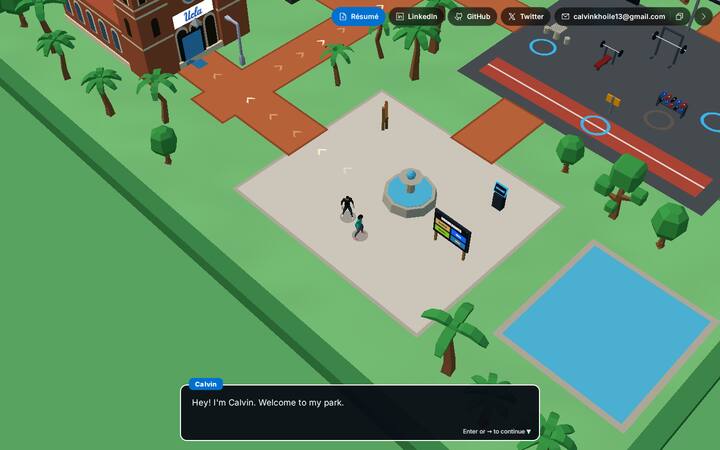 Résumé
LinkedIn
GitHub
Twitter
calvinkhoile13@gmail.com
Ucla
Calvin
Hey! I'm Calvin. Welcome to my park.
Enter or → to continue ▼